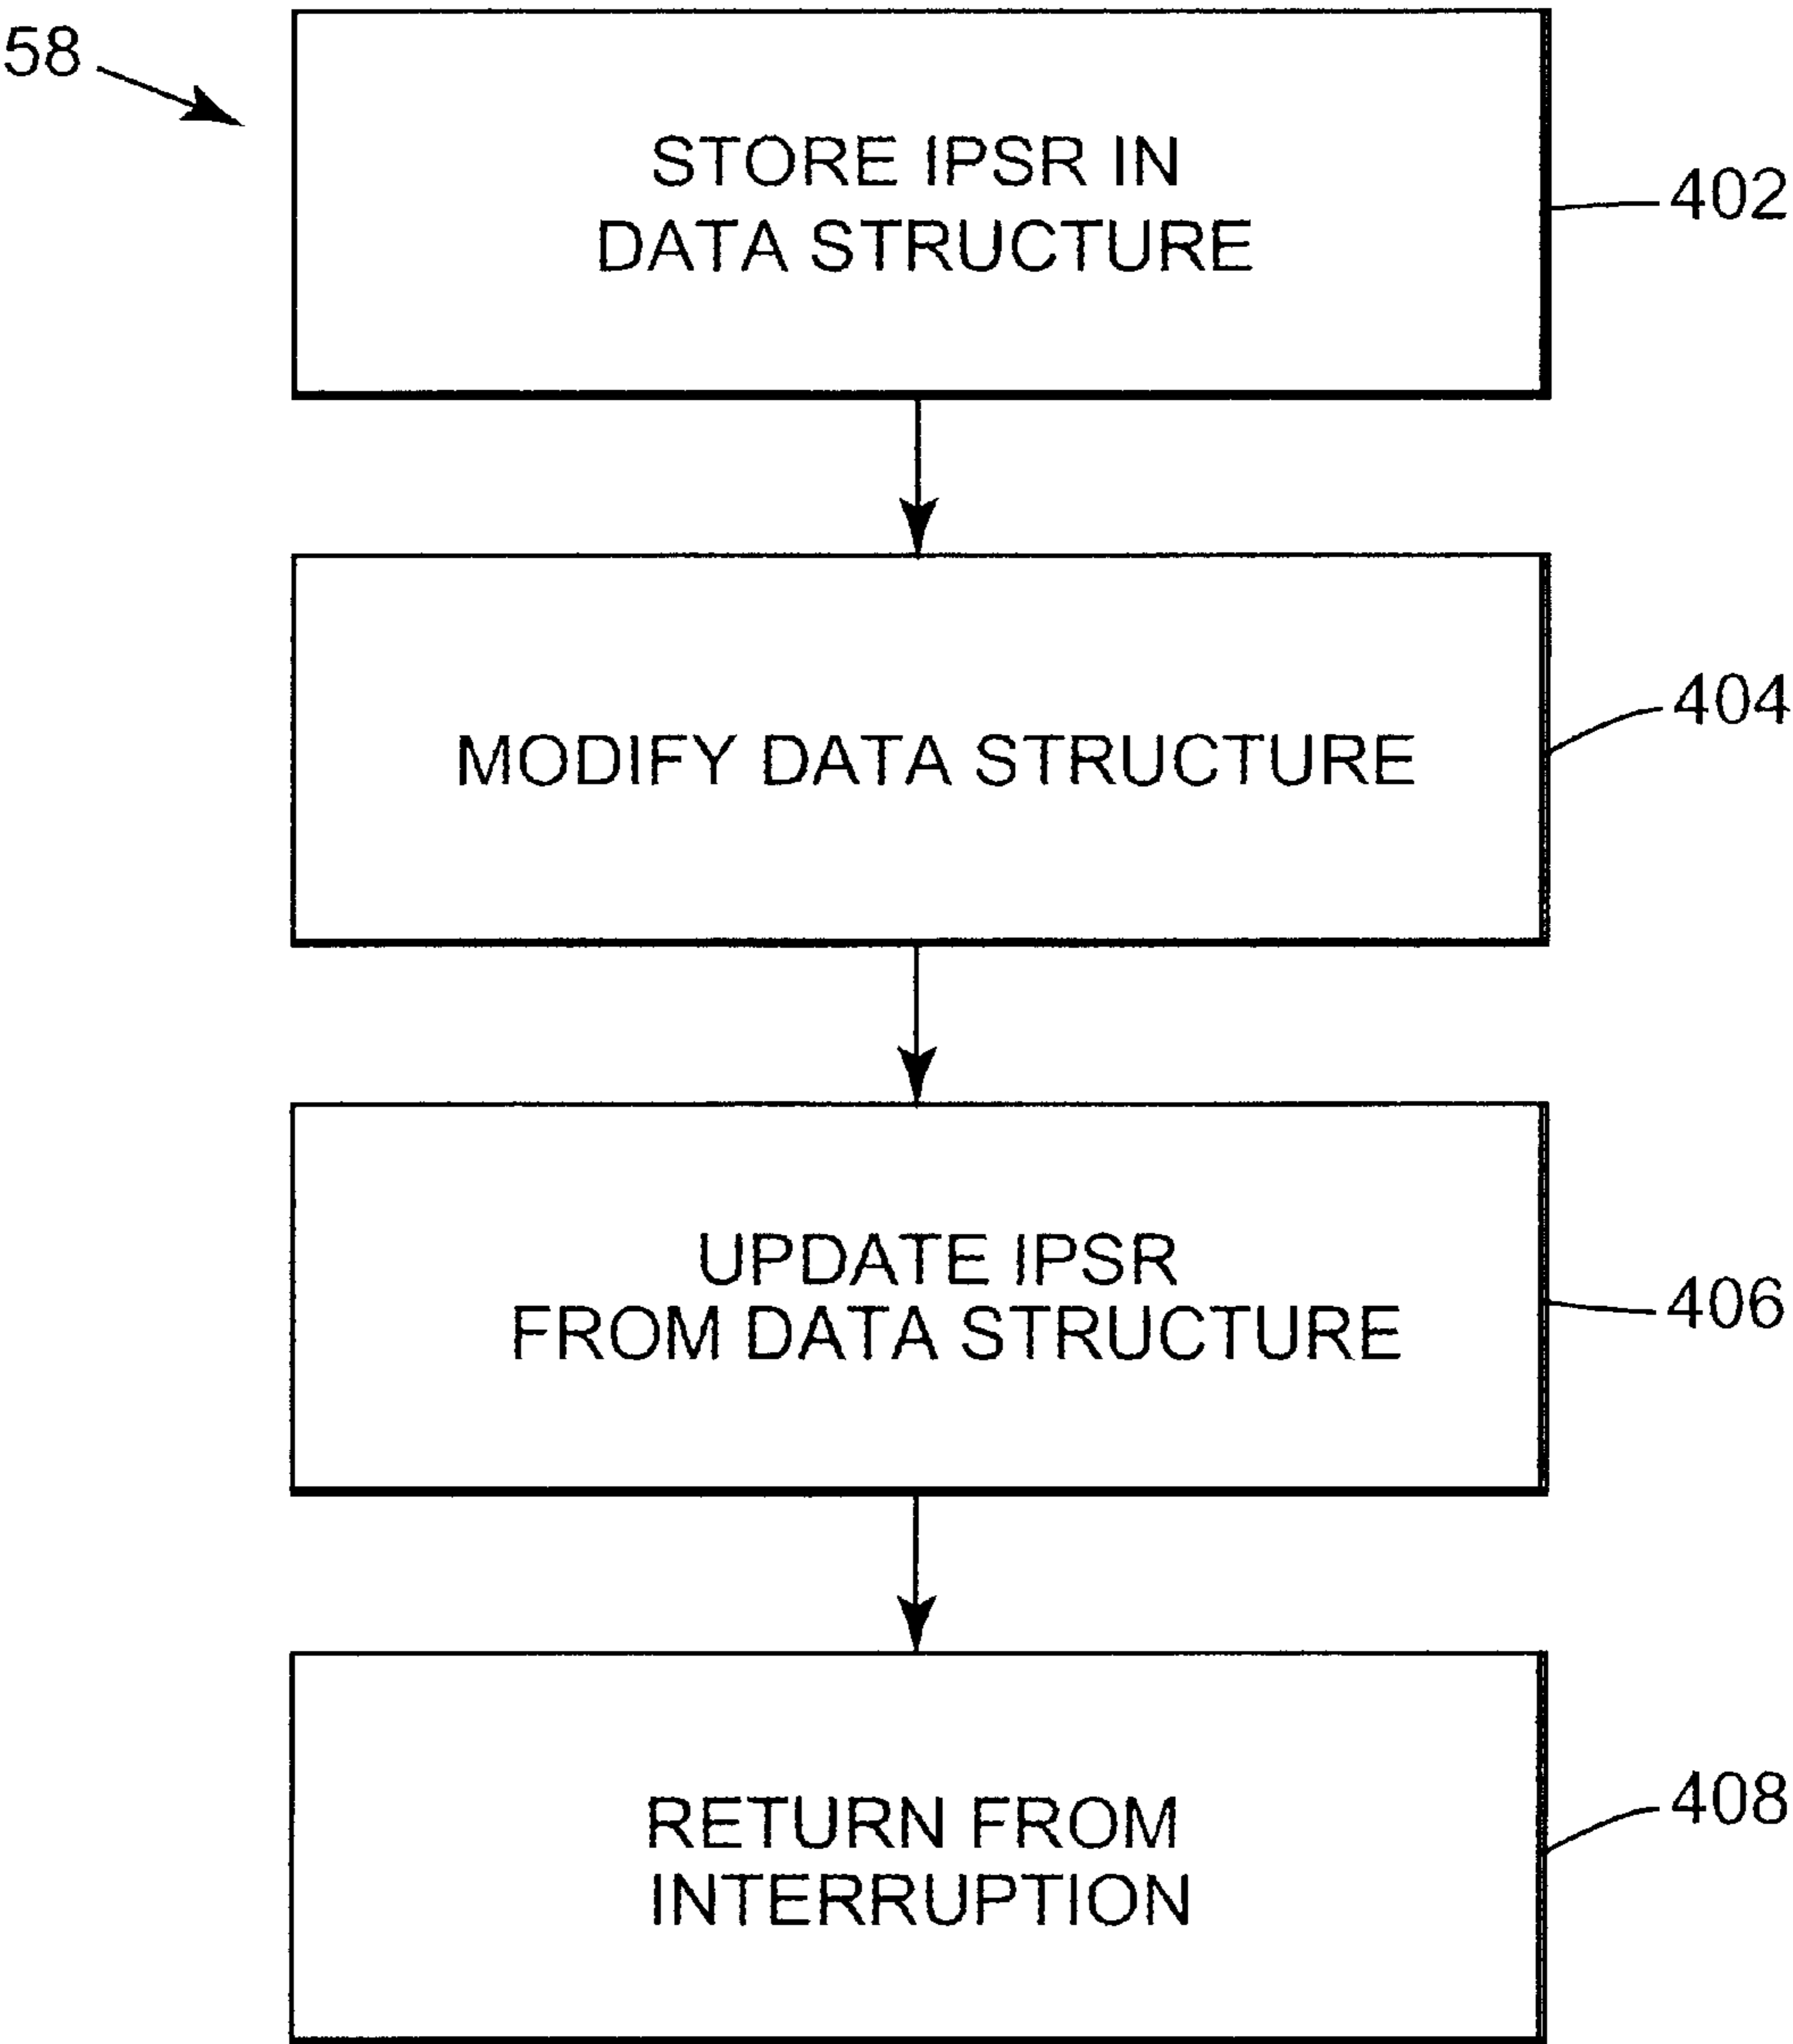 58
STORE IPSR IN
DATA STRUCTURE
402
MODIFY DATA STRUCTURE
404
UPDATE IPSR
FROM DATA STRUCTURE
406
RETURN FROM
INTERRUPTION
408